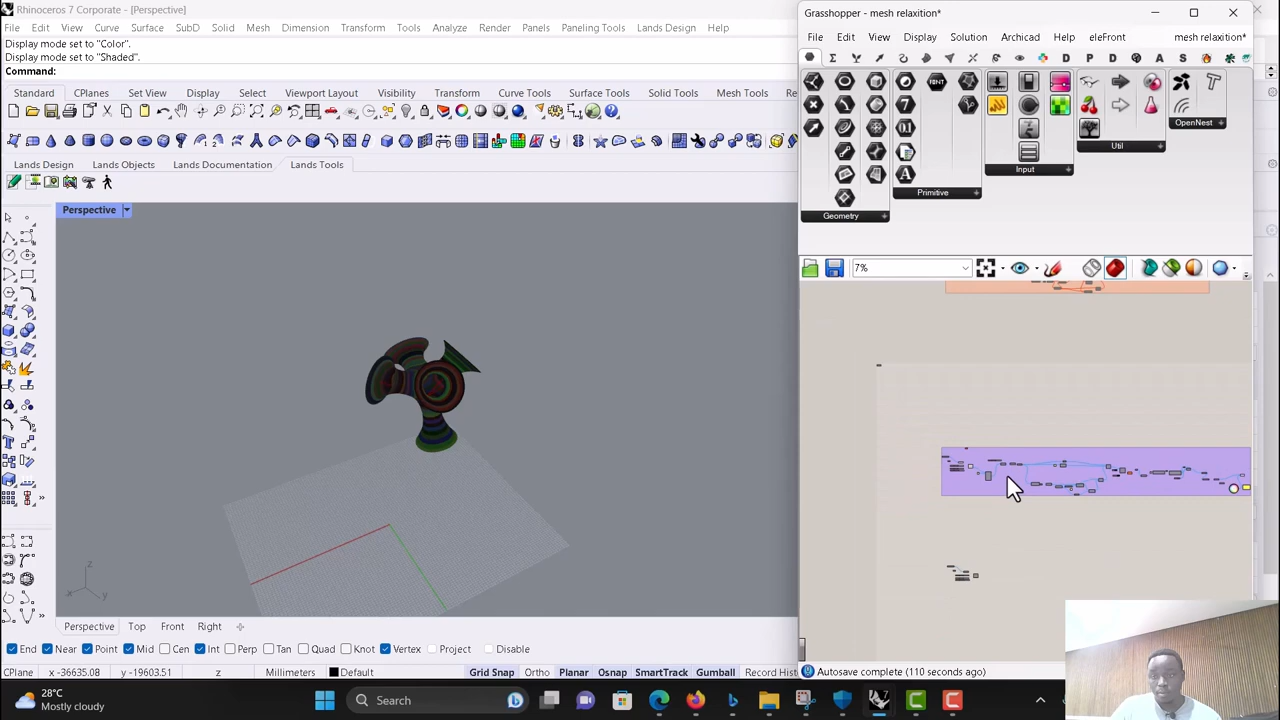 Rhinoceros 7 Corporate - [Perspective]
File Edit View Curve Surface SubD Solid Mesh Dimension Transform Tools Analyze Render Panels Lands Design Help
Display mode set to "Color".
Display mode set to "Shaded".
Command:
Standard CPlanes Set View Display Select Viewport Layout Visibility Transform Curve Tools Surface Tools Solid Tools Mesh Tools
Lands Design Lands Objects Lands Documentation Lands Tools
Perspective
z
x
y
Perspective Top Front Right
End Near Point Mid Cen Int Perp Tan Quad Knot Vertex Project Disable
CPlane x -26635.09 y -19603.51 z Millimeters Default Grid Snap Ortho Planar Osnap SmartTrack Gumball Record Hist
Grasshopper - mesh relaxition*
File Edit View Display Solution Archicad Help eleFront mesh relaxition*
D P D A S
Geometry Primitive Input Util OpenNest
7%
Autosave complete (110 seconds ago)
28°C
Mostly cloudy
Search